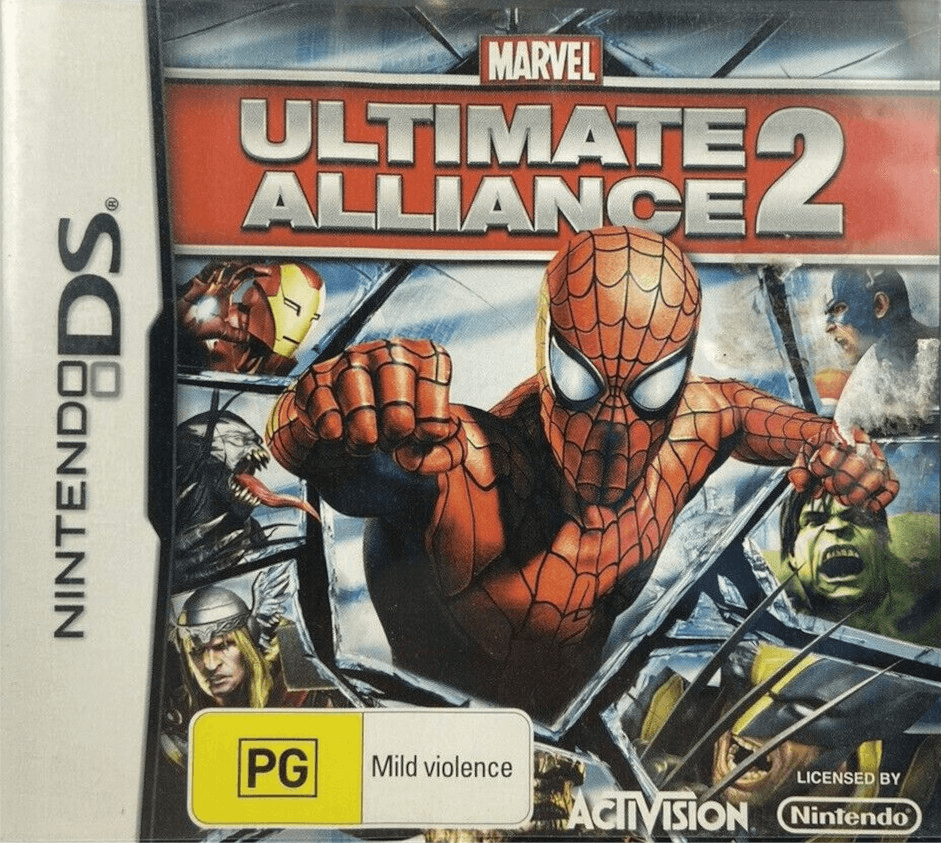 MARVEL
ULTIMATE
ALLIANCE 2
NINTENDO DS®
PG
Mild violence
ACTIVISION
LICENSED BY
Nintendo®